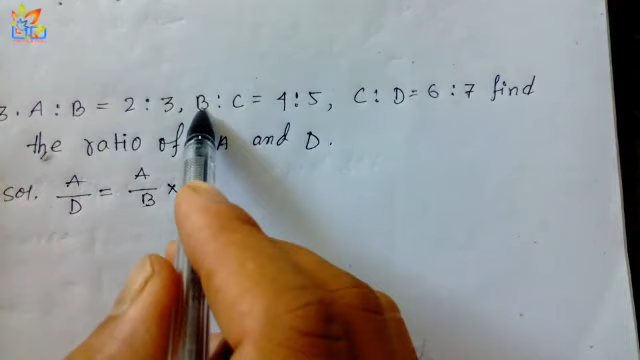 3. A : B = 2 : 3, B : C = 4 : 5, C : D = 6 : 7 find
the ratio of A and D.
Sol. A/D = A/B ×